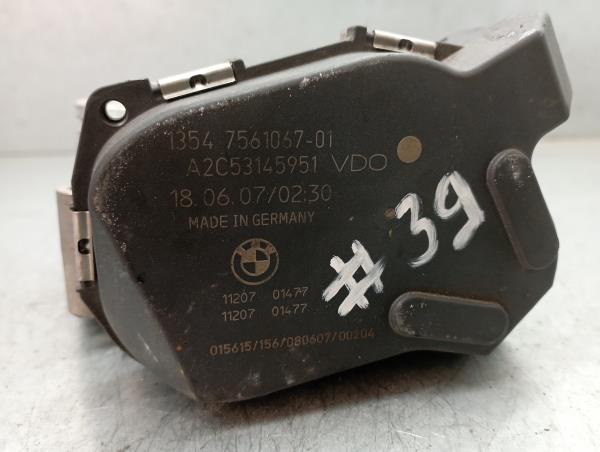 1354 7561067-01
A2C53145951 VDO
18.06.07/02:30
MADE IN GERMANY
BMW
11207 01477
11207 01477
015615/156/080607/00204
#39